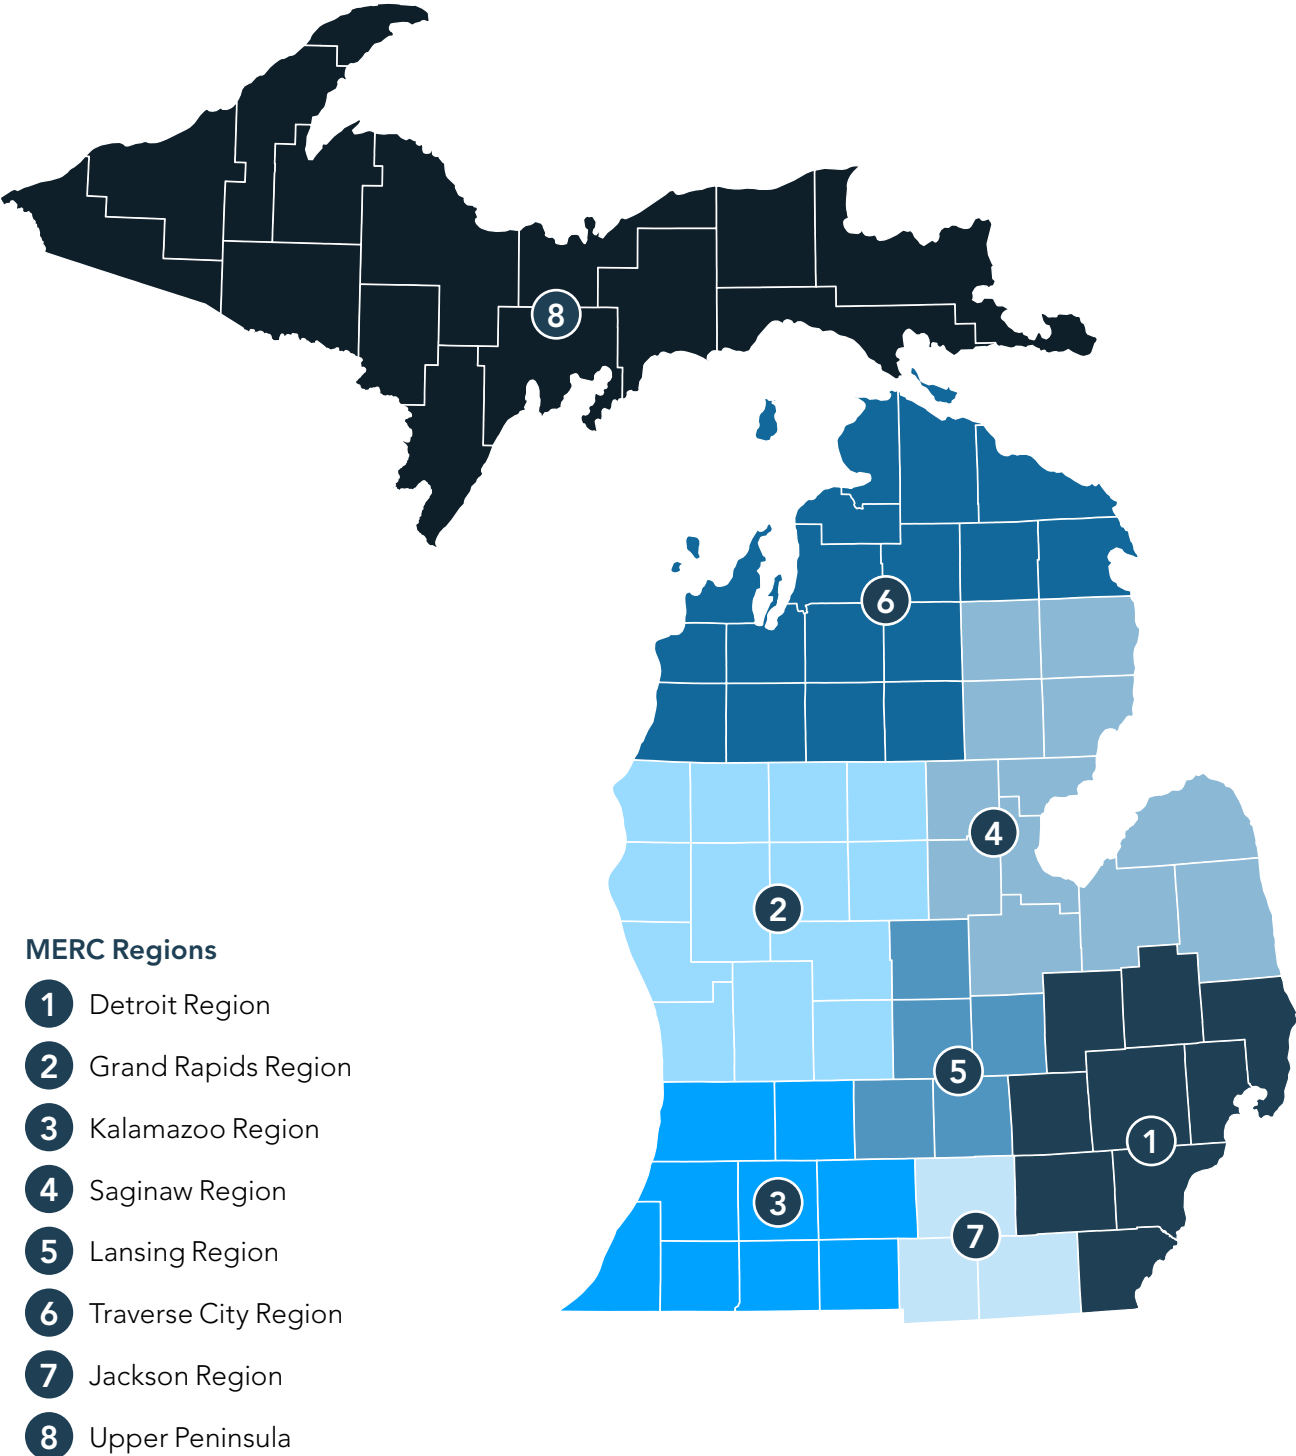 8
6
4
2
5
1
3
7
MERC Regions
1 Detroit Region
2 Grand Rapids Region
3 Kalamazoo Region
4 Saginaw Region
5 Lansing Region
6 Traverse City Region
7 Jackson Region
8 Upper Peninsula